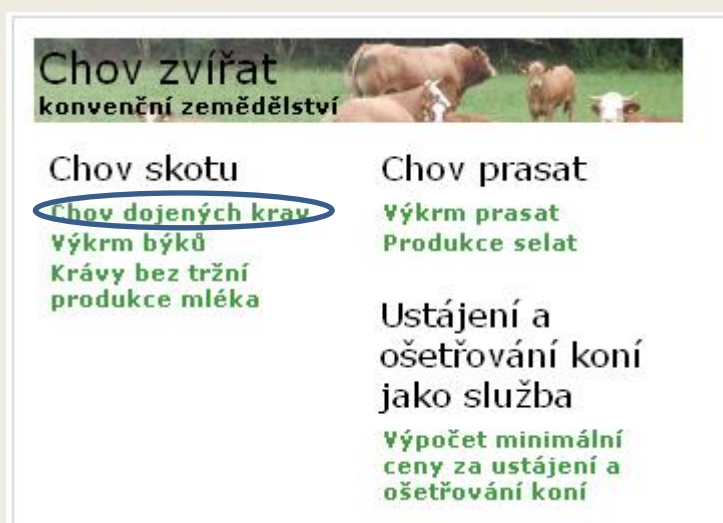 Chov zvířat
konvenční zemědělství
Chov skotu
Chov dojených krav
Výkrm býků
Krávy bez tržní
produkce mléka
Chov prasat
Výkrm prasat
Produkce selat
Ustájení a
ošetřování koní
jako služba
Výpočet minimální
ceny za ustájení a
ošetřování koní